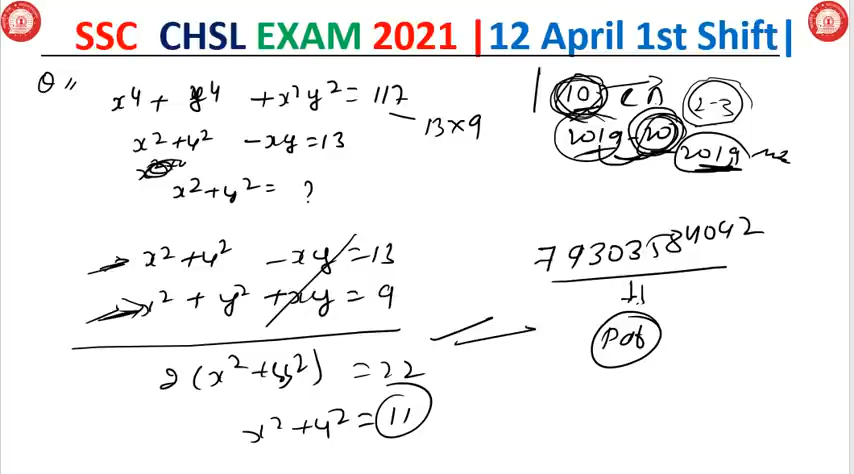 SSC CHSL EXAM 2021 |12 April 1st Shift|
Q
x⁴ + y⁴ + x²y² = 117
13 × 9
x² + y² - xy = 13
x² + y² = ?
10
2-3
2019 - 20
2019
x² + y² - xy = 13
x² + y² + xy = 9
2 (x² + y²) = 22
x² + y² = 11
79303584042
Pdf